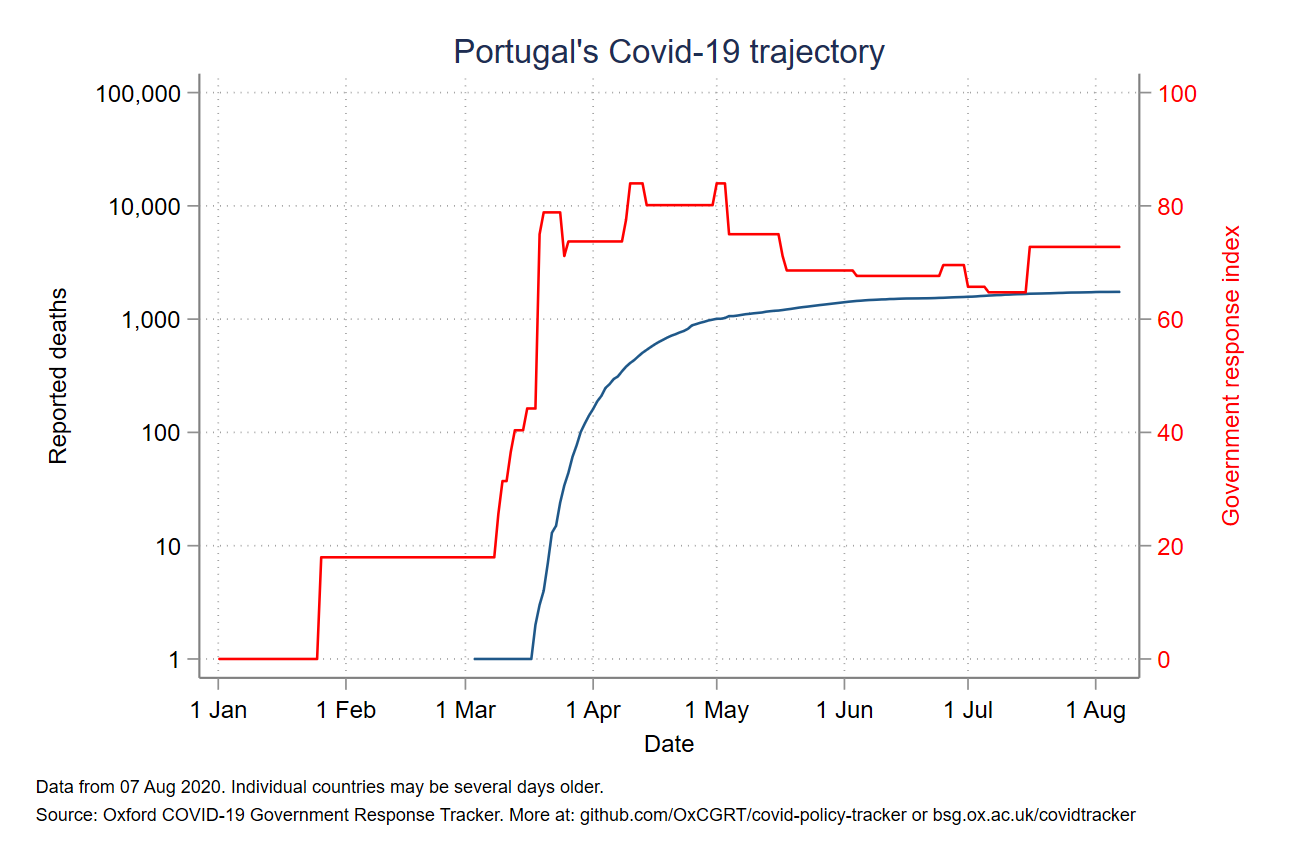 Portugal's Covid-19 trajectory
100,000
10,000
1,000
100
10
1
Reported deaths
100
80
60
40
20
0
Government response index
1 Jan 1 Feb 1 Mar 1 Apr 1 May 1 Jun 1 Jul 1 Aug
Date
Data from 07 Aug 2020. Individual countries may be several days older.
Source: Oxford COVID-19 Government Response Tracker. More at: github.com/OxCGRT/covid-policy-tracker or bsg.ox.ac.uk/covidtracker